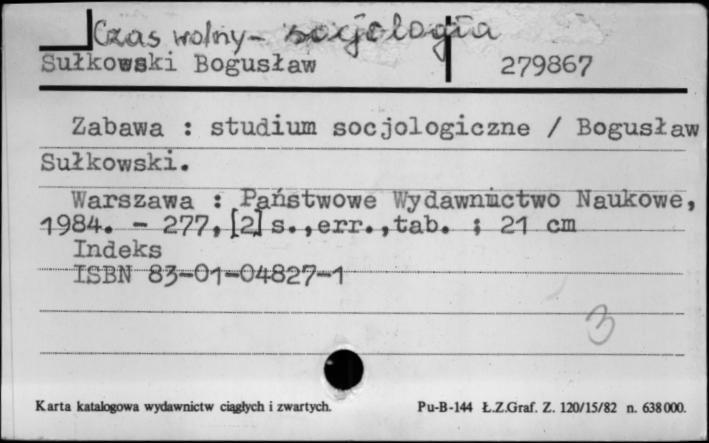 Czas wolny - socjologia
Sułkowski Bogusław 279867
Zabawa : studium socjologiczne / Bogusław
Sułkowski.
Warszawa : Państwowe Wydawnictwo Naukowe,
1984. - 277, [2] s.,err.,tab. ; 21 cm
Indeks
ISBN 83-01-04827-1
3
Karta katalogowa wydawnictw ciągłych i zwartych. Pu-B-144 Ł.Z.Graf. Z. 120/15/82 n. 638000.